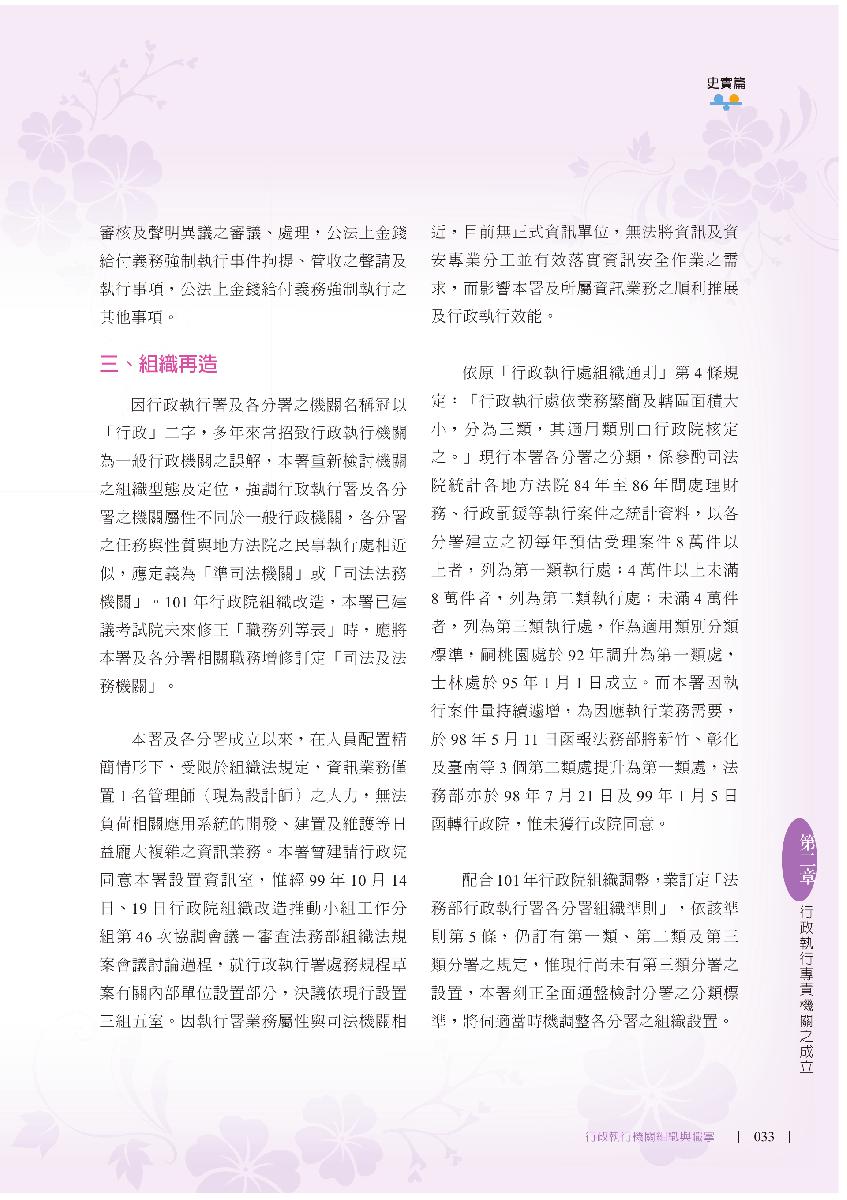 史實篇
審核及聲明異議之審議、處理，公法上金錢
給付義務強制執行事件拘提、管收之聲請及
執行事項，公法上金錢給付義務強制執行之
其他事項。
三、組織再造
因行政執行署及各分署之機關名稱冠以
「行政」二字，多年來常招致行政執行機關
為一般行政機關之誤解，本署重新檢討機關
之組織型態及定位，強調行政執行署及各分
署之機關屬性不同於一般行政機關，各分署
之任務與性質與地方法院之民事執行處相近
似，應定義為「準司法機關」或「司法法務
機關」。101 年行政院組織改造，本署已建
議考試院未來修正「職務列等表」時，應將
本署及各分署相關職務增修訂定「司法及法
務機關」。
本署及各分署成立以來，在人員配置精
簡情形下，受限於組織法規定，資訊業務僅
置 1 名管理師（現為設計師）之人力，無法
負荷相關應用系統的開發、建置及維護等日
益龐大複雜之資訊業務。本署曾建請行政院
同意本署設置資訊室，惟經 99 年 10 月 14
日、19 日行政院組織改造推動小組工作分
組第 46 次協調會議－審查法務部組織法規
案會議討論過程，就行政執行署處務規程草
案有關內部單位設置部分，決議依現行設置
三組五室。因執行署業務屬性與司法機關相
近，目前無正式資訊單位，無法將資訊及資
安專業分工並有效落實資訊安全作業之需
求，而影響本署及所屬資訊業務之順利推展
及行政執行效能。
依原「行政執行處組織通則」第 4 條規
定：「行政執行處依業務繁簡及轄區面積大
小，分為三類，其適用類別由行政院核定
之。」現行本署各分署之分類，係參酌司法
院統計各地方法院 84 年至 86 年間處理財
務、行政罰鍰等執行案件之統計資料，以各
分署建立之初每年預估受理案件 8 萬件以
上者，列為第一類執行處；4 萬件以上未滿
8 萬件者，列為第二類執行處；未滿 4 萬件
者，列為第三類執行處，作為適用類別分類
標準，嗣桃園處於 92 年調升為第一類處，
士林處於 95 年 1 月 1 日成立。而本署因執
行案件量持續遽增，為因應執行業務需要，
於 98 年 5 月 11 日函報法務部將新竹、彰化
及臺南等 3 個第二類處提升為第一類處，法
務部亦於 98 年 7 月 21 日及 99 年 1 月 5 日
函轉行政院，惟未獲行政院同意。
配合 101 年行政院組織調整，業訂定「法
務部行政執行署各分署組織準則」，依該準
則第 5 條，仍訂有第一類、第二類及第三
類分署之規定，惟現行尚未有第三類分署之
設置，本署刻正全面通盤檢討分署之分類標
準，將伺適當時機調整各分署之組織設置。
第二章
行政執行專責機關之成立
行政執行機關組織與職掌
033